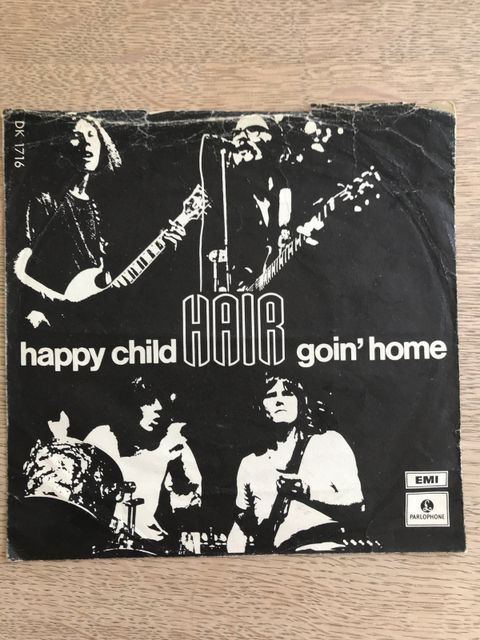 DK 1716
happy child HAIR goin' home
EMI
PARLOPHONE